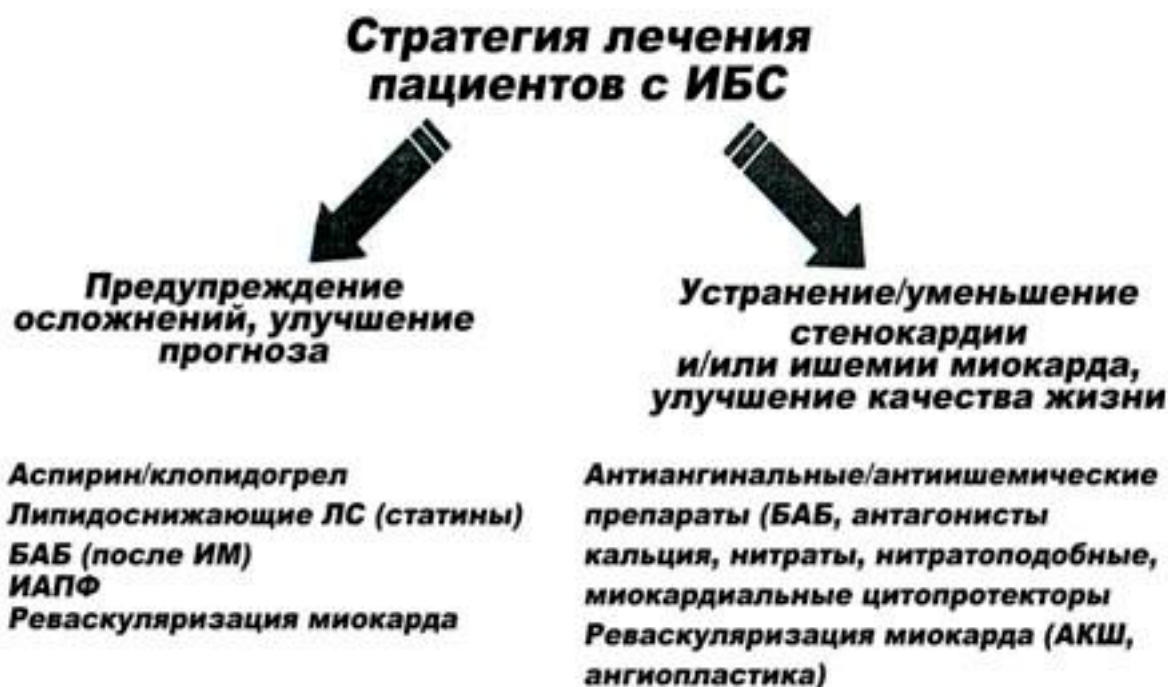 Стратегия лечения
пациентов с ИБС
Предупреждение
осложнений, улучшение
прогноза
Устранение/уменьшение
стенокардии
и/или ишемии миокарда,
улучшение качества жизни
Аспирин/клопидогрел
Липидоснижающие ЛС (статины)
БАБ (после ИМ)
ИАПФ
Реваскуляризация миокарда
Антиангинальные/антиишемические
препараты (БАБ, антагонисты
кальция, нитраты, нитратоподобные,
миокардиальные цитопротекторы
Реваскуляризация миокарда (АКШ,
ангиопластика)